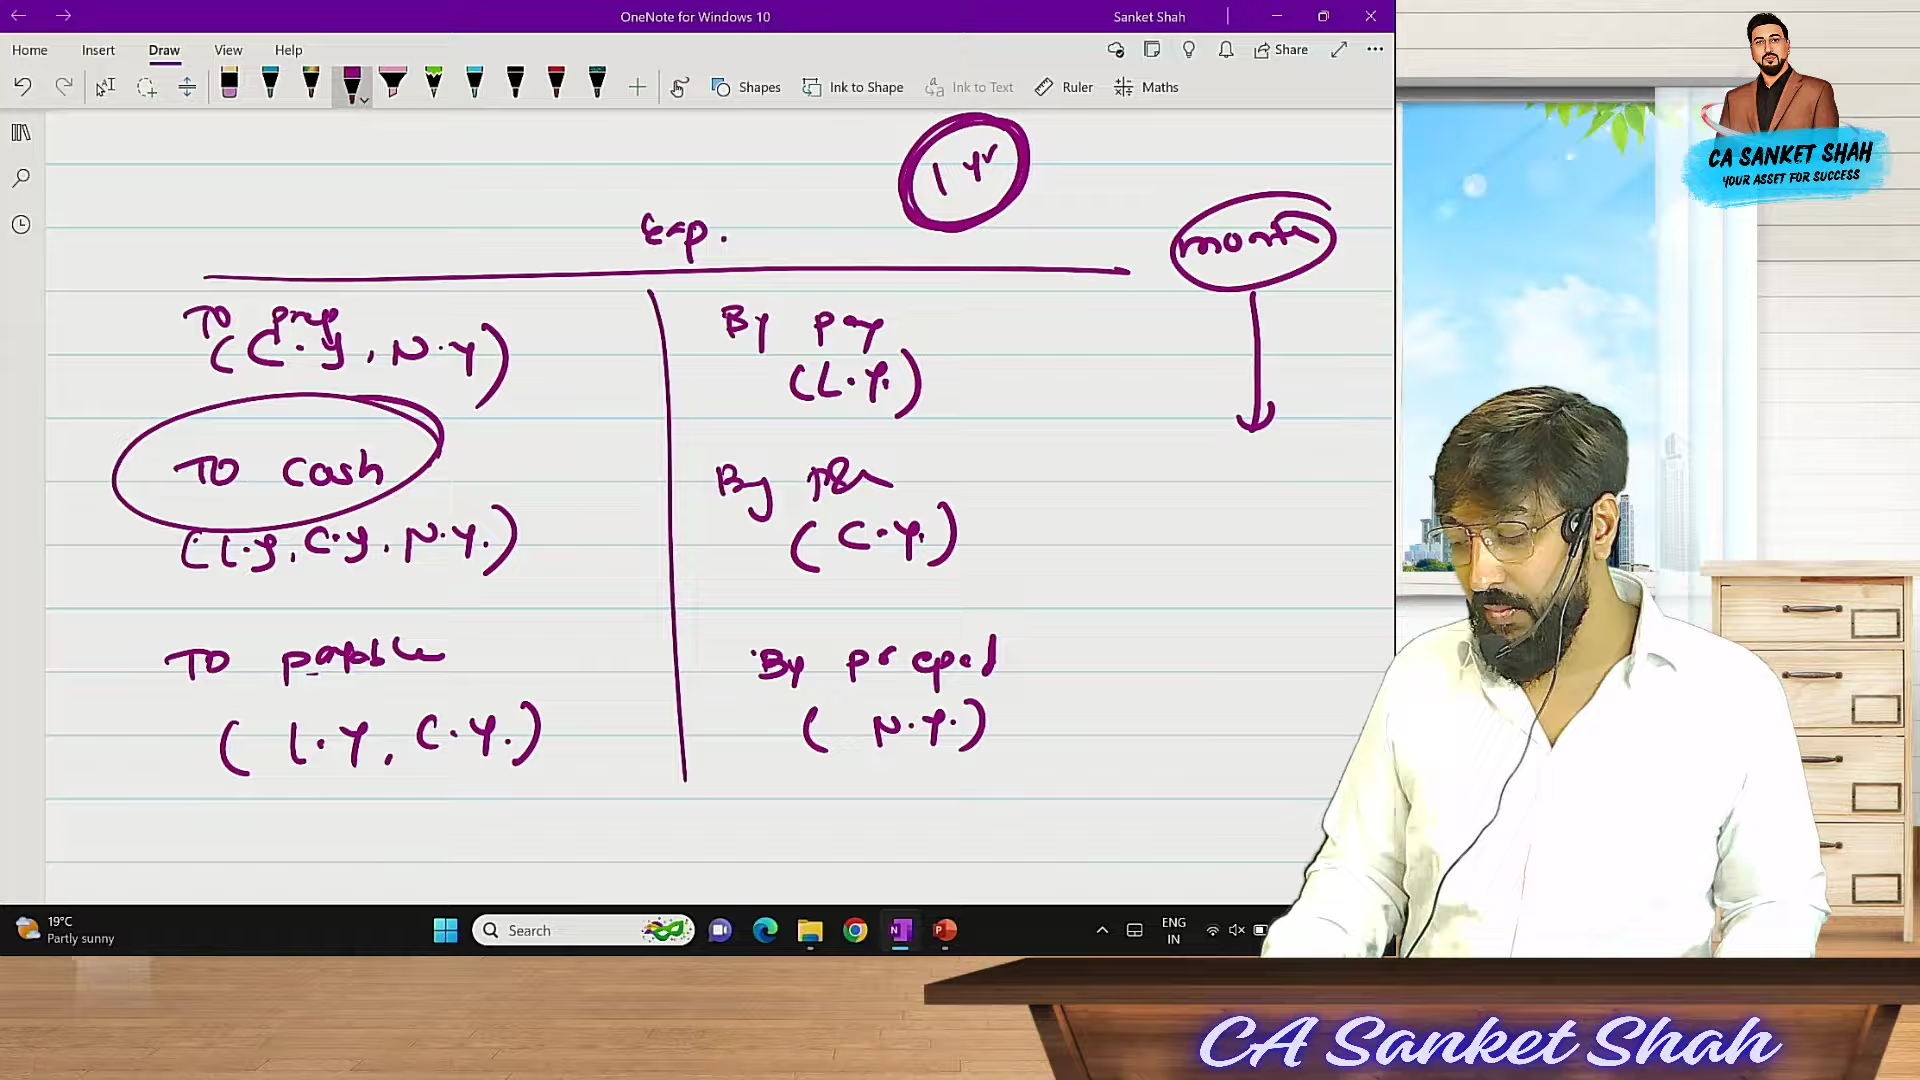 OneNote for Windows 10
Sanket Shah
Home Insert Draw View Help
Share
Shapes Ink to Shape Ink to Text Ruler Maths
1 yr
Exp.
month
To prep
(C.Y, N.Y)
By pay
(L.Y.)
To cash
(L.Y, C.Y, N.Y.)
By P&L
(C.Y.)
To payable
(L.Y, C.Y.)
By preped
(N.Y.)
19°C
Partly sunny
Search
ENG
IN
CA SANKET SHAH
YOUR ASSET FOR SUCCESS
CA Sanket Shah